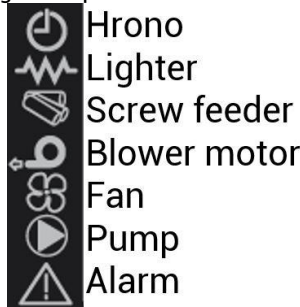 Hrono
Lighter
Screw feeder
Blower motor
Fan
Pump
Alarm